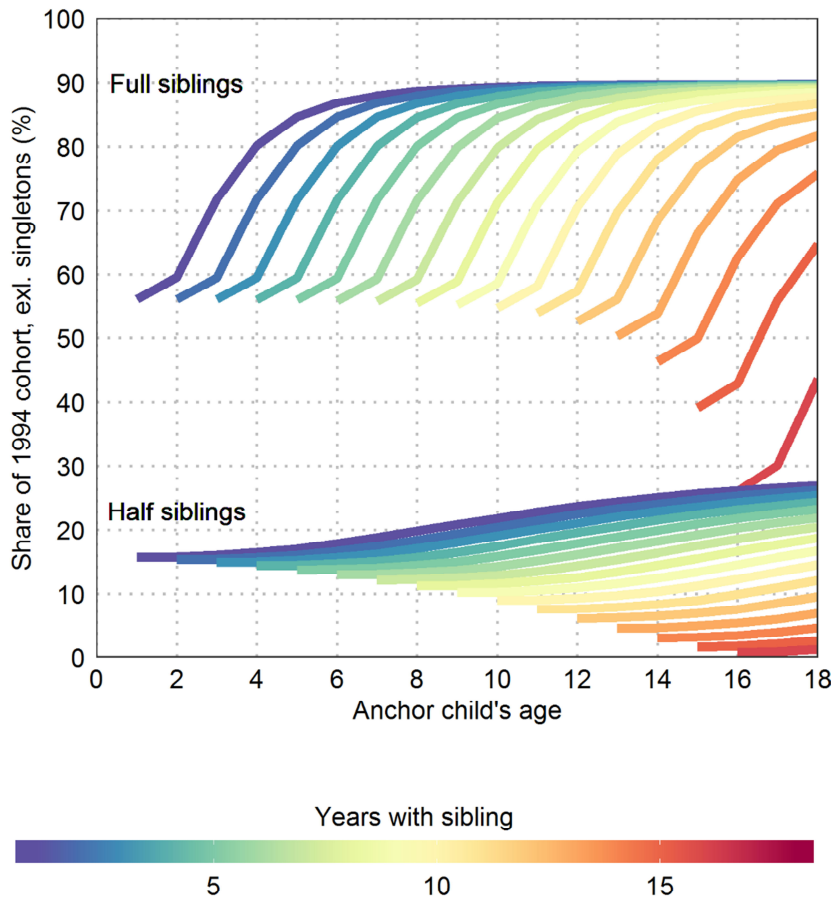 100
90
80
70
60
50
40
30
20
10
0
Share of 1994 cohort, exl. singletons (%)
Full siblings
Half siblings
0 2 4 6 8 10 12 14 16 18
Anchor child's age
Years with sibling
5 10 15